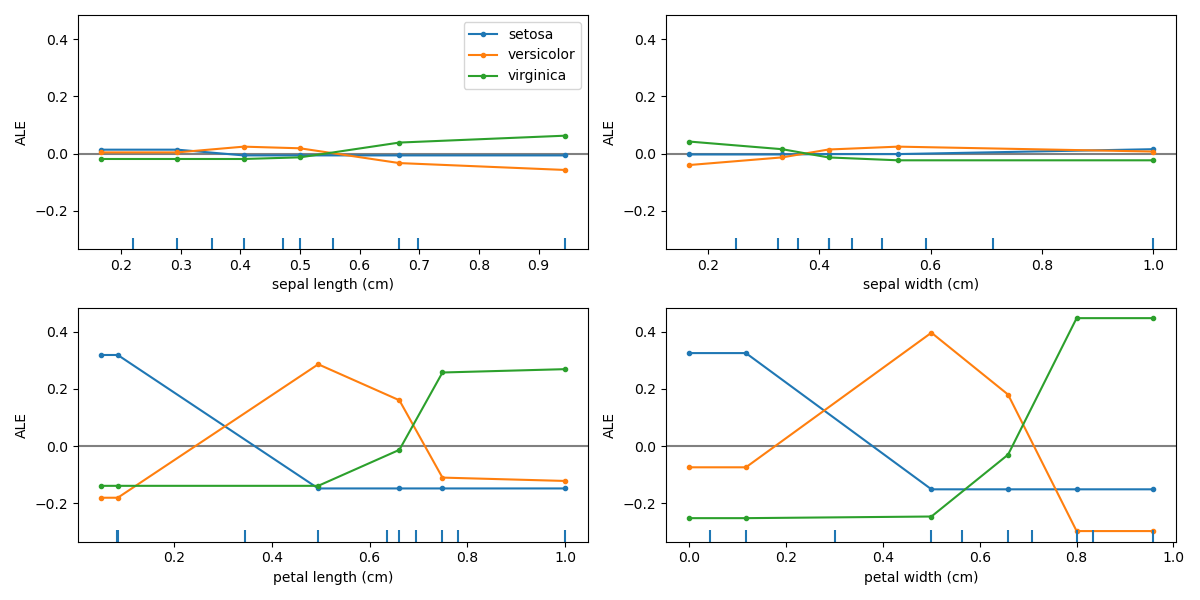 0.4
0.2
0.0
−0.2
ALE
0.2 0.3 0.4 0.5 0.6 0.7 0.8 0.9
sepal length (cm)
setosa
versicolor
virginica
0.4
0.2
0.0
−0.2
ALE
0.2 0.4 0.6 0.8 1.0
sepal width (cm)
0.4
0.2
0.0
−0.2
ALE
0.2 0.4 0.6 0.8 1.0
petal length (cm)
0.4
0.2
0.0
−0.2
ALE
0.0 0.2 0.4 0.6 0.8 1.0
petal width (cm)